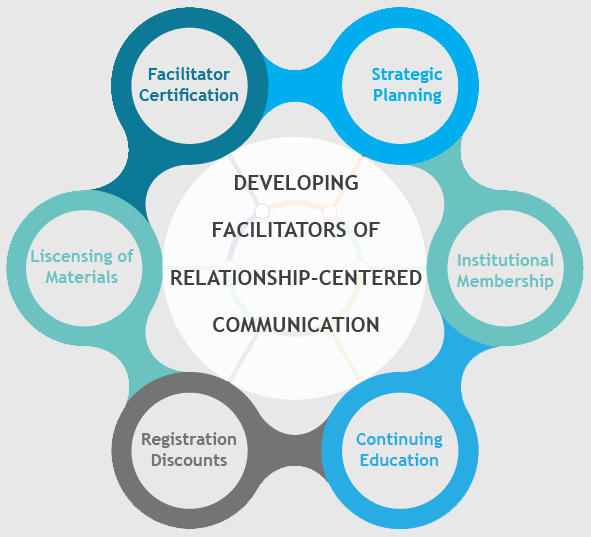 Facilitator
Certification
Strategic
Planning
DEVELOPING
FACILITATORS OF
RELATIONSHIP-CENTERED
COMMUNICATION
Liscensing of
Materials
Institutional
Membership
Registration
Discounts
Continuing
Education